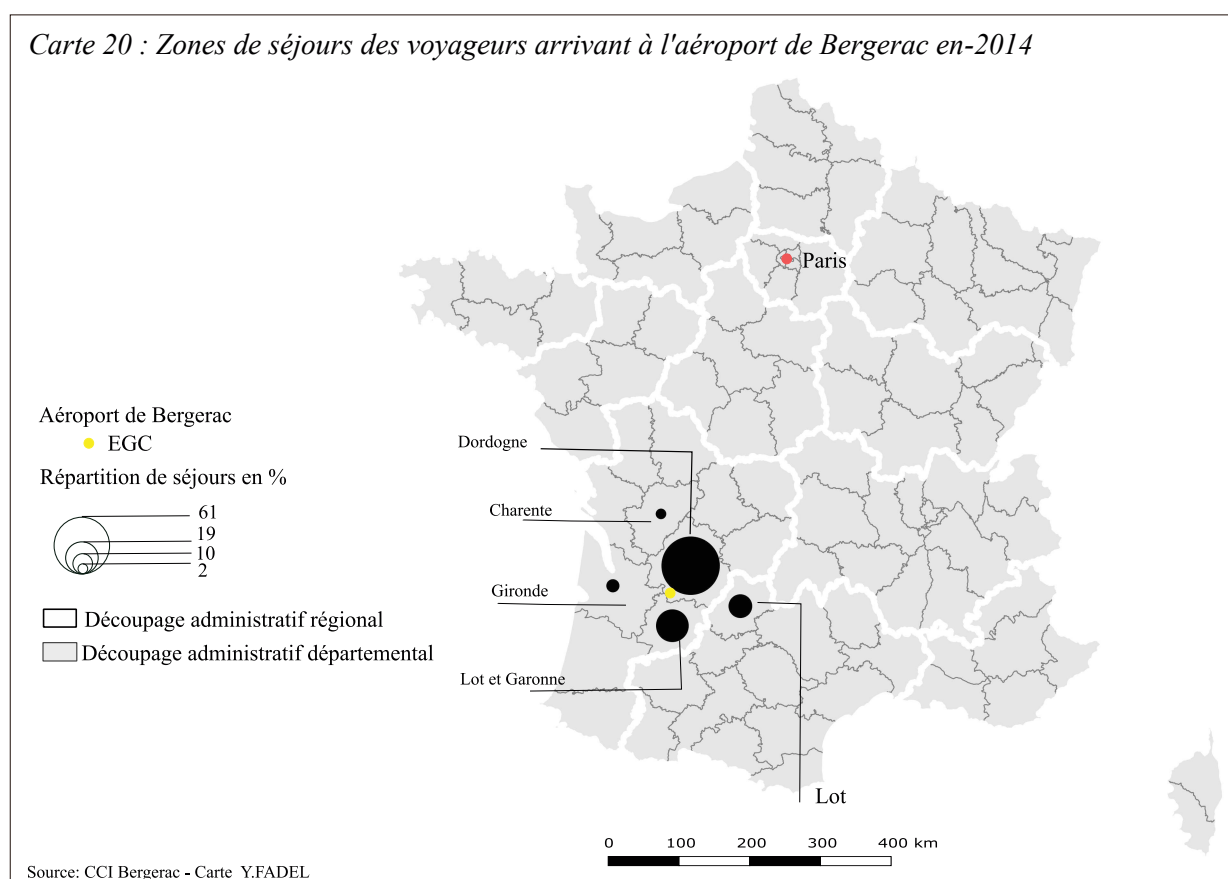 Carte 20 : Zones de séjours des voyageurs arrivant à l'aéroport de Bergerac en-2014
Paris
Aéroport de Bergerac
EGC
Répartition de séjours en %
61
19
10
2
Découpage administratif régional
Découpage administratif départemental
Dordogne
Charente
Gironde
Lot et Garonne
Lot
0 100 200 300 400 km
Source: CCI Bergerac - Carte Y.FADEL